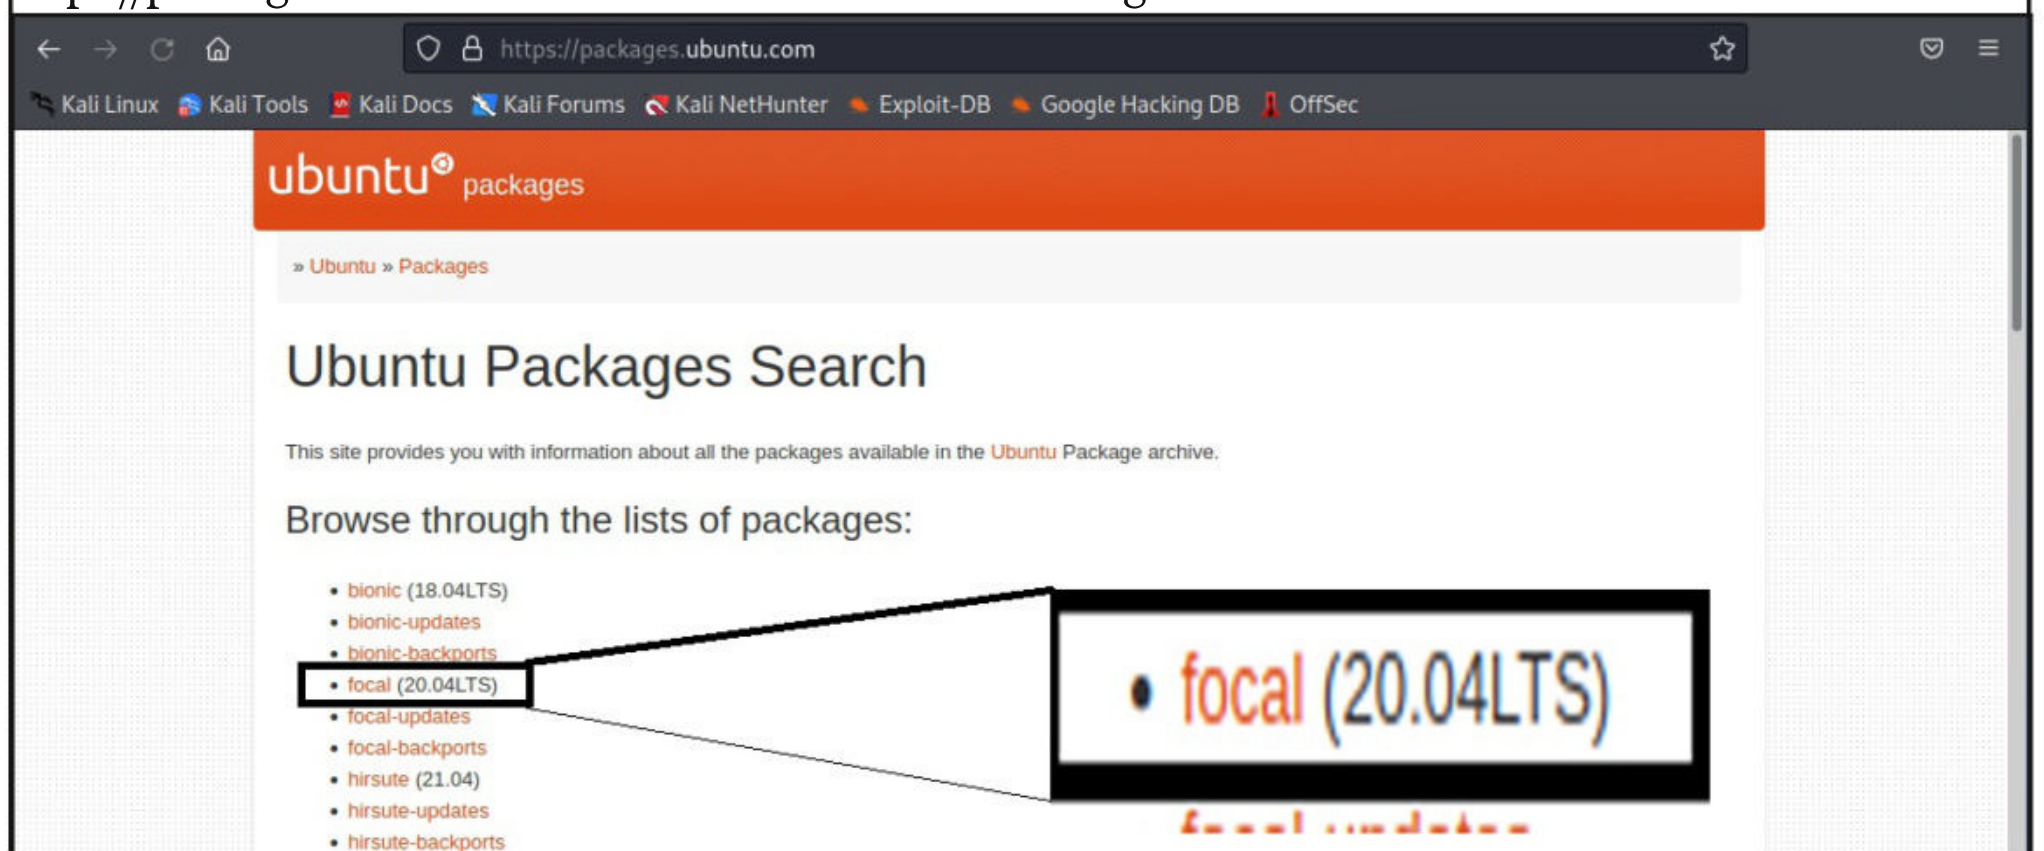 https://packages.ubuntu.com
Kali Linux Kali Tools Kali Docs Kali Forums Kali NetHunter Exploit-DB Google Hacking DB OffSec
ubuntu packages
» Ubuntu » Packages
Ubuntu Packages Search
This site provides you with information about all the packages available in the Ubuntu Package archive.
Browse through the lists of packages:
• bionic (18.04LTS)
• bionic-updates
• bionic-backports
• focal (20.04LTS)
• focal-updates
• focal-backports
• hirsute (21.04)
• hirsute-updates
• hirsute-backports
• focal (20.04LTS)